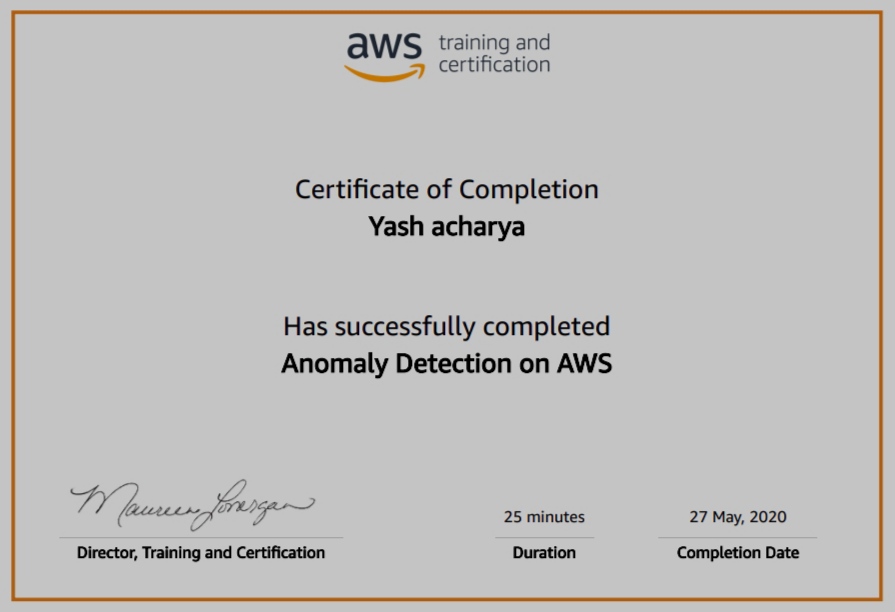 aws training and
certification
Certificate of Completion
Yash acharya
Has successfully completed
Anomaly Detection on AWS
Maureen Lonergan
Director, Training and Certification
25 minutes
Duration
27 May, 2020
Completion Date